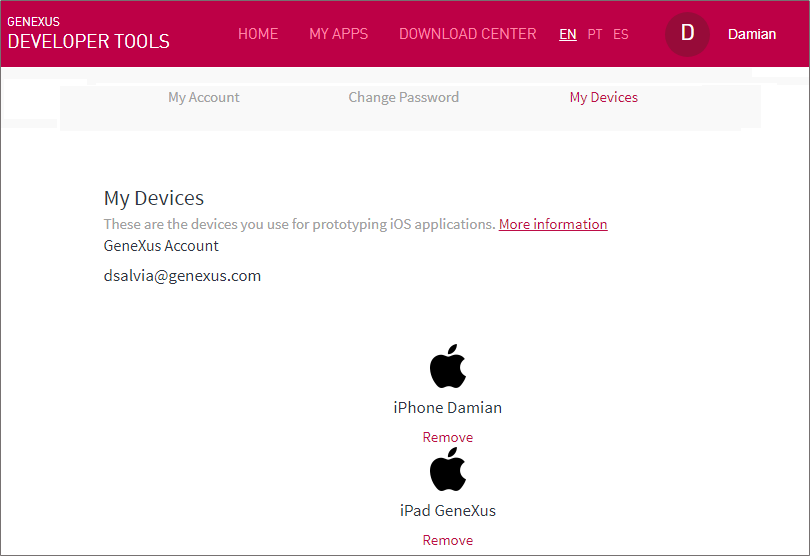 GENEXUS
DEVELOPER TOOLS
HOME MY APPS DOWNLOAD CENTER EN PT ES D Damian
My Account Change Password My Devices
My Devices
These are the devices you use for prototyping iOS applications. More information
GeneXus Account
dsalvia@genexus.com
iPhone Damian
Remove
iPad GeneXus
Remove